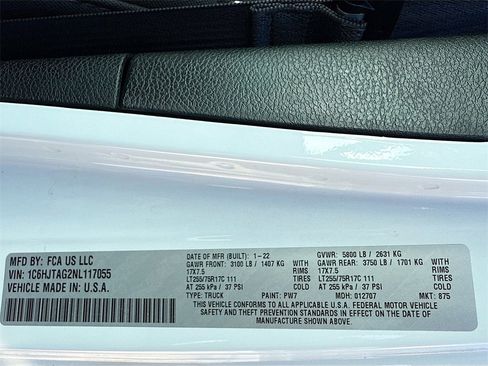 MFD BY: FCA US LLC
VIN: 1C6HJTAG2NL117055
VEHICLE MADE IN: U.S.A.
DATE OF MFR (BUILT): 1-22 GVWR: 5800 LB / 2631 KG
GAWR FRONT: 3100 LB / 1407 KG WITH GAWR REAR: 3750 LB / 1701 KG WITH
17X7.5 RIMS 17X7.5 RIMS
LT255/75R17C 111 TIRES LT255/75R17C 111 TIRES
AT 255 kPa / 37 PSI COLD AT 255 kPa / 37 PSI COLD
TYPE: TRUCK PAINT: PW7 MDH: 012707 MKT: 875
THIS VEHICLE CONFORMS TO ALL APPLICABLE U.S.A. FEDERAL MOTOR VEHICLE
SAFETY AND THEFT PREVENTION STANDARDS IN EFFECT ON THE DATE OF
MANUFACTURE SHOWN ABOVE.